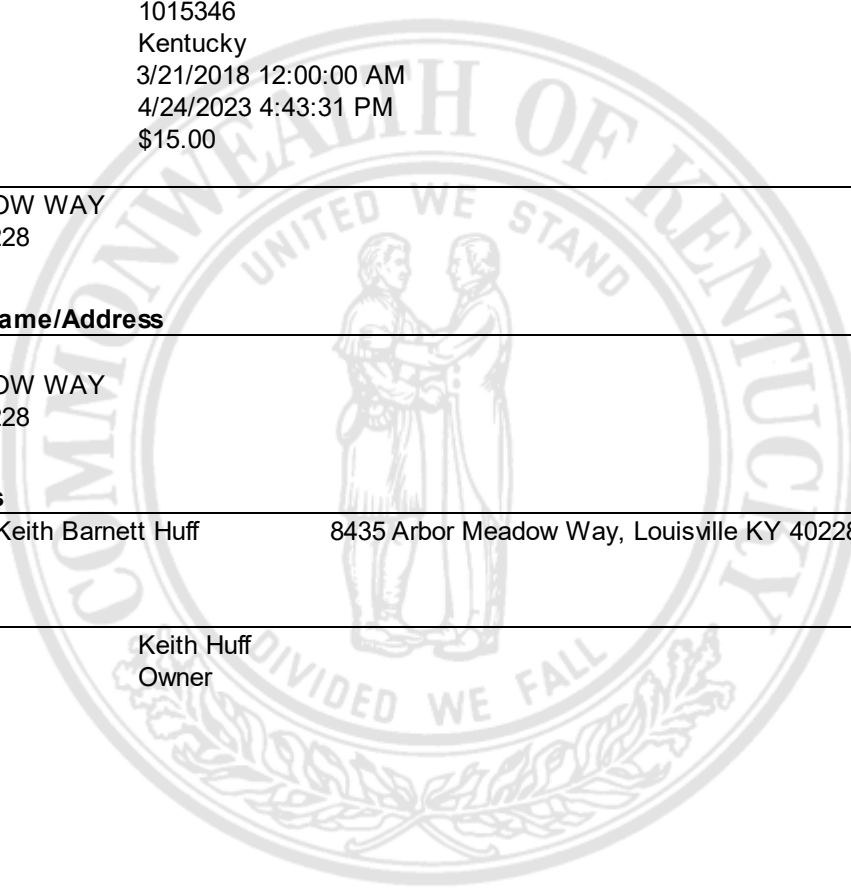 1015346
Kentucky
3/21/2018 12:00:00 AM
4/24/2023 4:43:31 PM
$15.00
OW WAY
228
ame/Address
OW WAY
228
s
Keith Barnett Huff 8435 Arbor Meadow Way, Louisville KY 40228
Keith Huff
Owner
COMMONWEALTH OF KENTUCKY
UNITED WE STAND
DIVIDED WE FALL